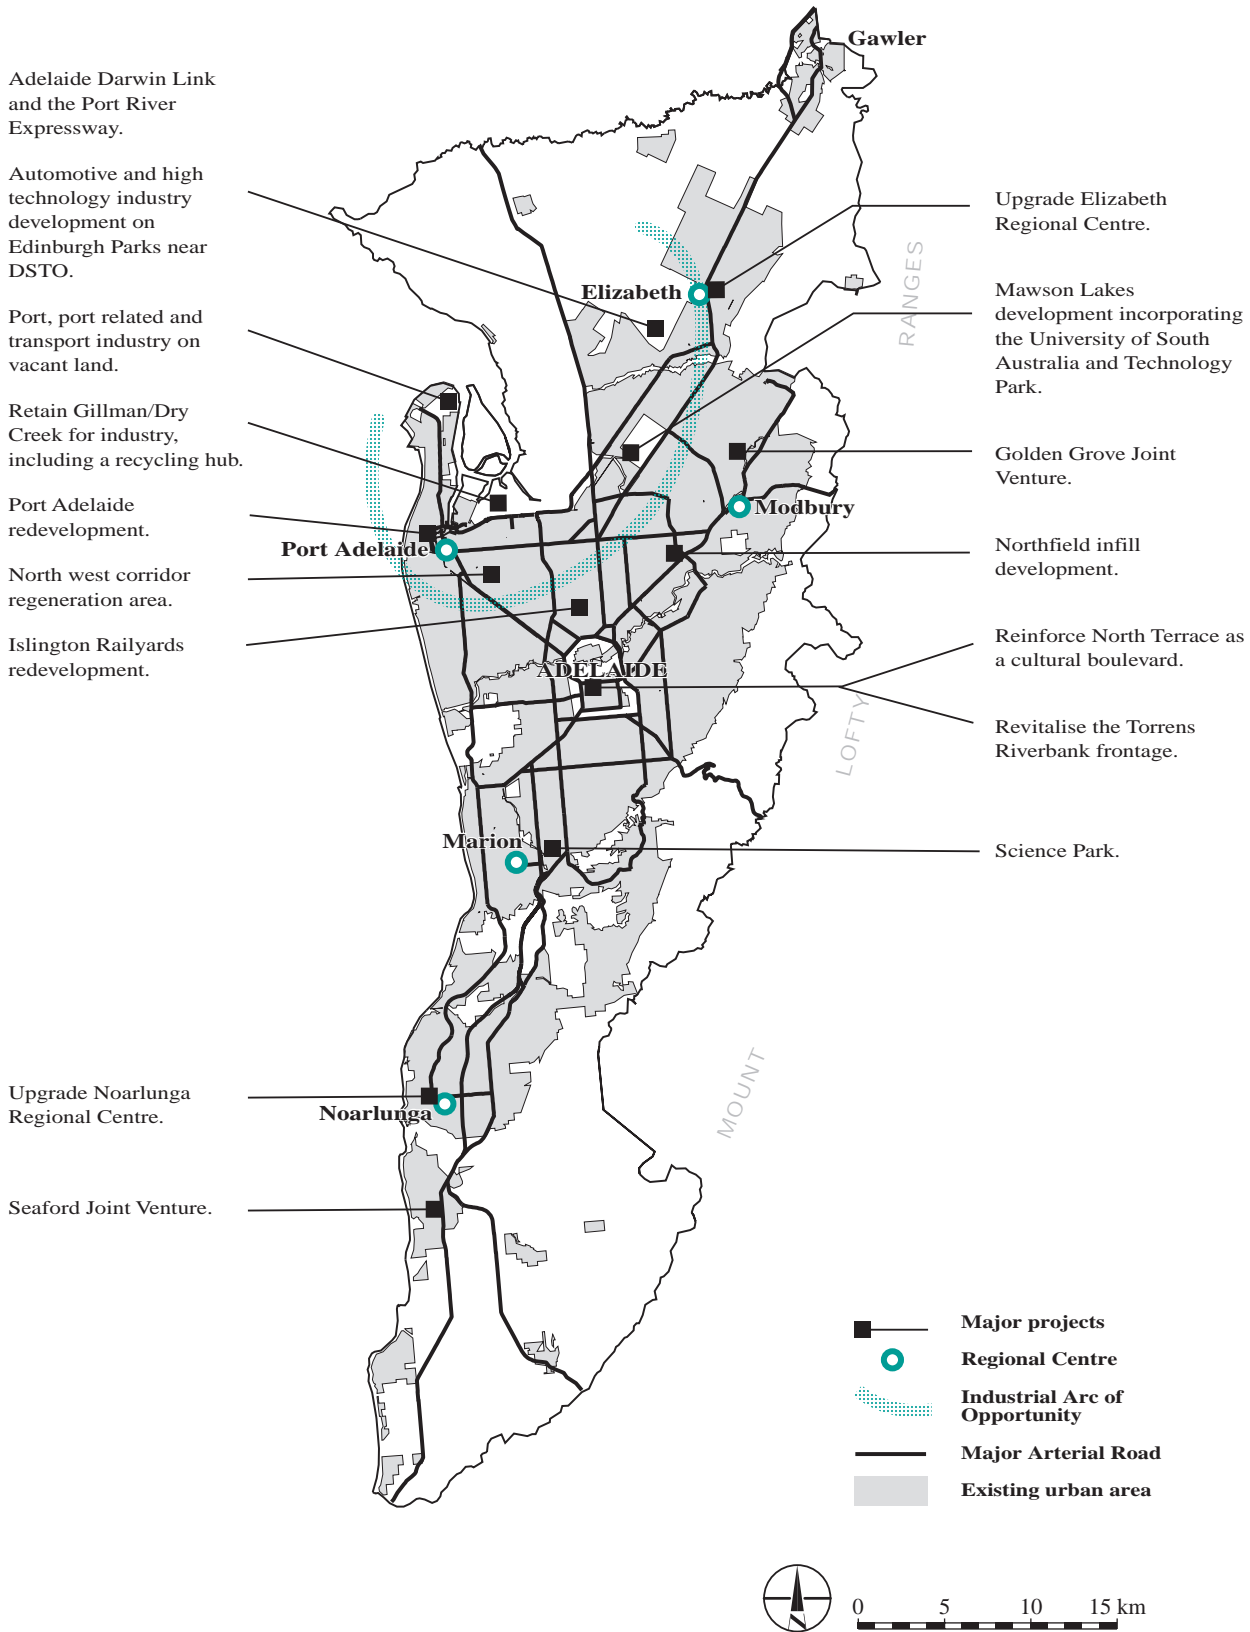 Gawler
Adelaide Darwin Link
and the Port River
Expressway.
Automotive and high
technology industry
development on
Edinburgh Parks near
DSTO.
Port, port related and
transport industry on
vacant land.
Retain Gillman/Dry
Creek for industry,
including a recycling hub.
Port Adelaide
redevelopment.
North west corridor
regeneration area.
Islington Railyards
redevelopment.
Upgrade Noarlunga
Regional Centre.
Seaford Joint Venture.
Elizabeth
Modbury
Port Adelaide
ADELAIDE
Marion
Noarlunga
RANGES
LOFTY
MOUNT
Upgrade Elizabeth
Regional Centre.
Mawson Lakes
development incorporating
the University of South
Australia and Technology
Park.
Golden Grove Joint
Venture.
Northfield infill
development.
Reinforce North Terrace as
a cultural boulevard.
Revitalise the Torrens
Riverbank frontage.
Science Park.
Major projects
Regional Centre
Industrial Arc of
Opportunity
Major Arterial Road
Existing urban area
N
0 5 10 15 km